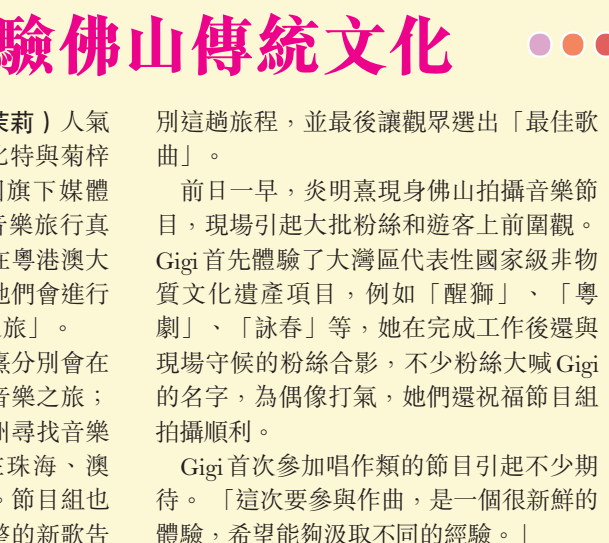 驗佛山傳統文化
茉莉）人氣
比特與菊梓
旗下媒體
音樂旅行真
在粵港澳大
他們會進行
旅」。
熹分別會在
音樂之旅；
州尋找音樂
在珠海、澳
。節目組也
整的新歌告
別這趟旅程，並最後讓觀眾選出「最佳歌
曲」。
前日一早，炎明熹現身佛山拍攝音樂節
目，現場引起大批粉絲和遊客上前圍觀。
Gigi首先體驗了大灣區代表性國家級非物
質文化遺產項目，例如「醒獅」、「粵
劇」、「詠春」等，她在完成工作後還與
現場守候的粉絲合影，不少粉絲大喊Gigi
的名字，為偶像打氣，她們還祝福節目組
拍攝順利。
Gigi首次參加唱作類的節目引起不少期
待。「這次要參與作曲，是一個很新鮮的
體驗，希望能夠汲取不同的經驗。」